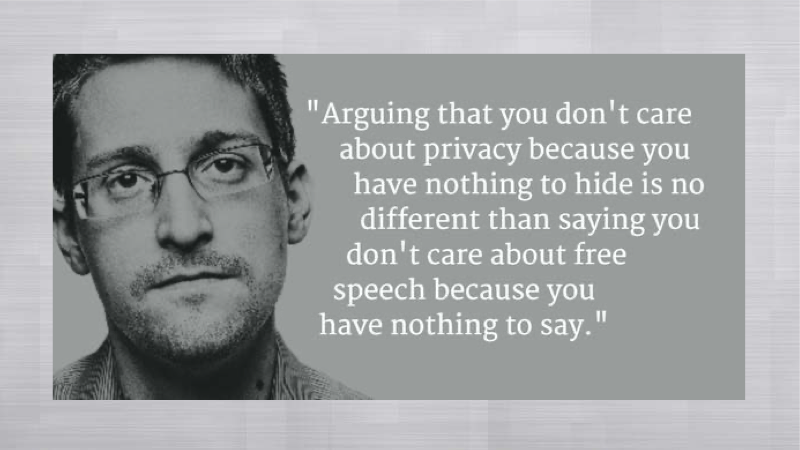 "Arguing that you don't care
about privacy because you
have nothing to hide is no
different than saying you
don't care about free
speech because you
have nothing to say."